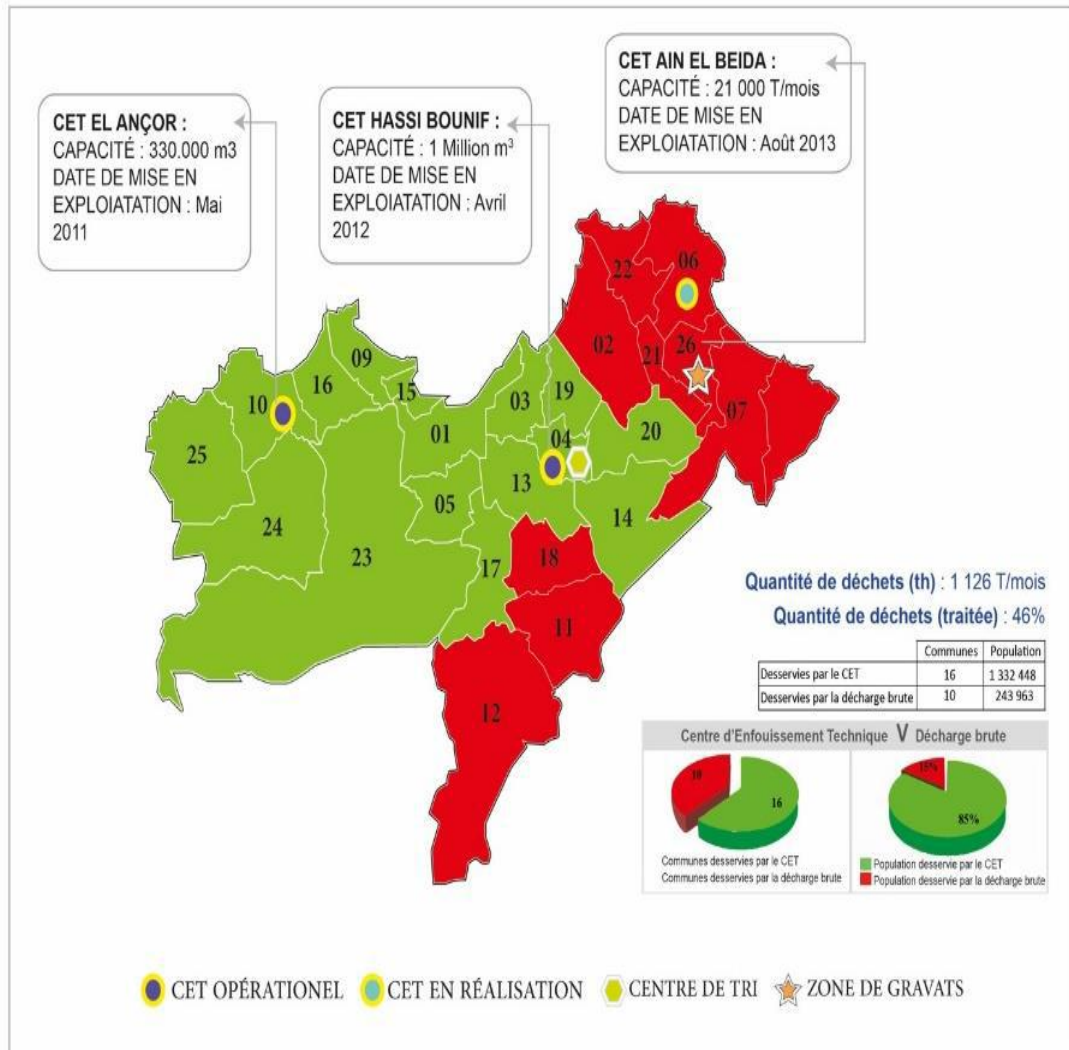 CET AIN EL BEIDA :
CAPACITÉ : 21 000 T/mois
DATE DE MISE EN
EXPLOIATATION : Août 2013
CET EL ANÇOR :
CAPACITÉ : 330.000 m3
DATE DE MISE EN
EXPLOIATATION : Mai
2011
CET HASSI BOUNIF :
CAPACITÉ : 1 Million m³
DATE DE MISE EN
EXPLOIATATION : Avril
2012
22
06
02
21
26
07
09
16
15
10
03
19
01
04
20
25
13
05
14
24
23
17
18
11
12
Quantité de déchets (th) : 1 126 T/mois
Quantité de déchets (traitée) : 46%
Communes Population
Desservies par le CET 16 1 332 448
Desservies par la décharge brute 10 243 963
Centre d'Enfouissement Technique V Décharge brute
10
16
15%
85%
Communes desservies par le CET
Communes desservies par la décharge brute
Population desservie par le CET
Population desservie par la décharge brute
CET OPÉRATIONEL CET EN RÉALISATION CENTRE DE TRI ZONE DE GRAVATS